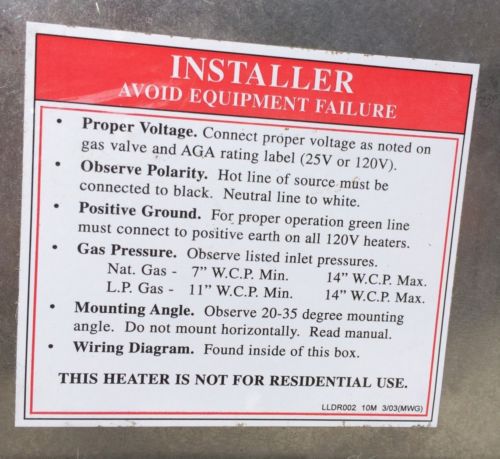 INSTALLER
AVOID EQUIPMENT FAILURE
• Proper Voltage. Connect proper voltage as noted on
gas valve and AGA rating label (25V or 120V).
• Observe Polarity. Hot line of source must be
connected to black. Neutral line to white.
• Positive Ground. For proper operation green line
must connect to positive earth on all 120V heaters.
• Gas Pressure. Observe listed inlet pressures.
Nat. Gas - 7" W.C.P. Min. 14" W.C.P. Max.
L.P. Gas - 11" W.C.P. Min. 14" W.C.P. Max.
• Mounting Angle. Observe 20-35 degree mounting
angle. Do not mount horizontally. Read manual.
• Wiring Diagram. Found inside of this box.
THIS HEATER IS NOT FOR RESIDENTIAL USE.
LLDR002 10M 3/03(MWG)